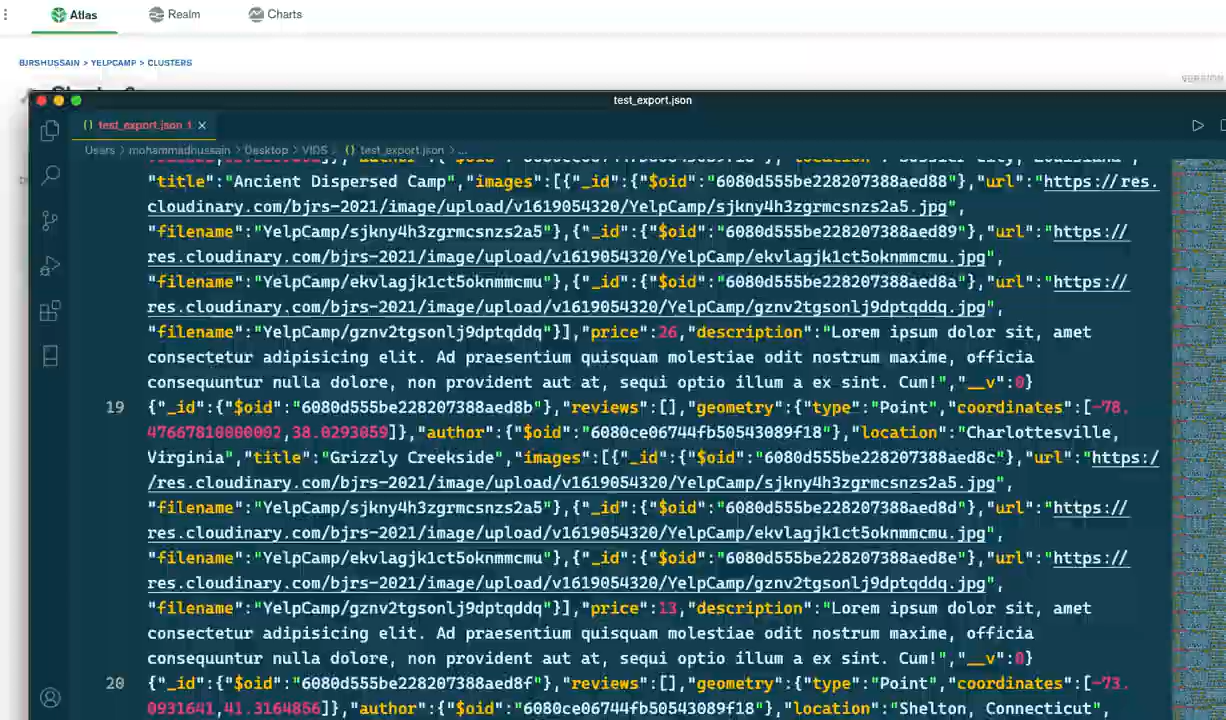 Atlas
Realm
Charts
BJRSHUSSAIN > YELPCAMP > CLUSTERS
VERSION
test_export.json
{} test_export.json 1 ×
Users > mohammadhussain > Desktop > VIDS > {} test_export.json > ...
"title":"Ancient Dispersed Camp","images":[{"_id":{"$oid":"6080d555be228207388aed88"},"url":"https://res.
cloudinary.com/bjrs-2021/image/upload/v1619054320/YelpCamp/sjkny4h3zgrmcsnzs2a5.jpg",
"filename":"YelpCamp/sjkny4h3zgrmcsnzs2a5"},{"_id":{"$oid":"6080d555be228207388aed89"},"url":"https://
res.cloudinary.com/bjrs-2021/image/upload/v1619054320/YelpCamp/ekvlagjk1ct5oknmmcmu.jpg",
"filename":"YelpCamp/ekvlagjk1ct5oknmmcmu"},{"_id":{"$oid":"6080d555be228207388aed8a"},"url":"https://
res.cloudinary.com/bjrs-2021/image/upload/v1619054320/YelpCamp/gznv2tgsonlj9dptqddq.jpg",
"filename":"YelpCamp/gznv2tgsonlj9dptqddq"}],"price":26,"description":"Lorem ipsum dolor sit, amet
consectetur adipisicing elit. Ad praesentium quisquam molestiae odit nostrum maxime, officia
consequuntur nulla dolore, non provident aut at, sequi optio illum a ex sint. Cum!","__v":0}
19 {"_id":{"$oid":"6080d555be228207388aed8b"},"reviews":[],"geometry":{"type":"Point","coordinates":[-78.
47667810000002,38.0293059]},"author":{"$oid":"6080ce06744fb50543089f18"},"location":"Charlottesville,
Virginia","title":"Grizzly Creekside","images":[{"_id":{"$oid":"6080d555be228207388aed8c"},"url":"https:/
/res.cloudinary.com/bjrs-2021/image/upload/v1619054320/YelpCamp/sjkny4h3zgrmcsnzs2a5.jpg",
"filename":"YelpCamp/sjkny4h3zgrmcsnzs2a5"},{"_id":{"$oid":"6080d555be228207388aed8d"},"url":"https://
res.cloudinary.com/bjrs-2021/image/upload/v1619054320/YelpCamp/ekvlagjk1ct5oknmmcmu.jpg",
"filename":"YelpCamp/ekvlagjk1ct5oknmmcmu"},{"_id":{"$oid":"6080d555be228207388aed8e"},"url":"https://
res.cloudinary.com/bjrs-2021/image/upload/v1619054320/YelpCamp/gznv2tgsonlj9dptqddq.jpg",
"filename":"YelpCamp/gznv2tgsonlj9dptqddq"}],"price":13,"description":"Lorem ipsum dolor sit, amet
consectetur adipisicing elit. Ad praesentium quisquam molestiae odit nostrum maxime, officia
consequuntur nulla dolore, non provident aut at, sequi optio illum a ex sint. Cum!","__v":0}
20 {"_id":{"$oid":"6080d555be228207388aed8f"},"reviews":[],"geometry":{"type":"Point","coordinates":[-73.
0931641,41.3164856]},"author":{"$oid":"6080ce06744fb50543089f18"},"location":"Shelton, Connecticut",